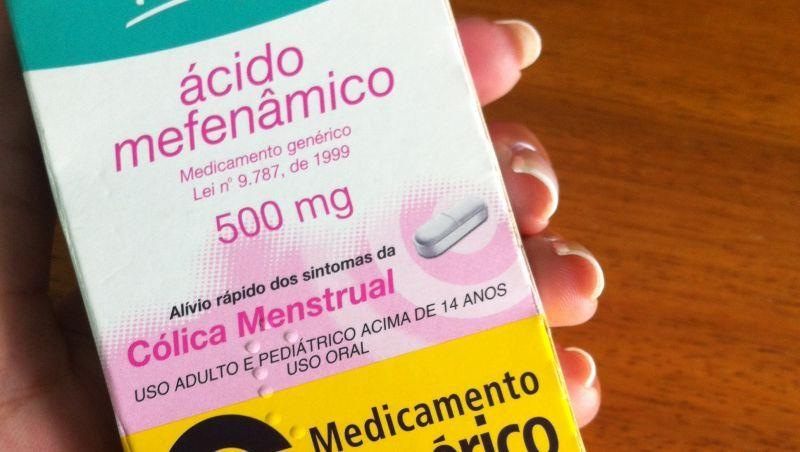 ácido
mefenâmico
Medicamento genérico
Lei nº 9.787, de 1999
500 mg
Alívio rápido dos sintomas da
Cólica Menstrual
USO ADULTO E PEDIÁTRICO ACIMA DE 14 ANOS
USO ORAL
Medicamento